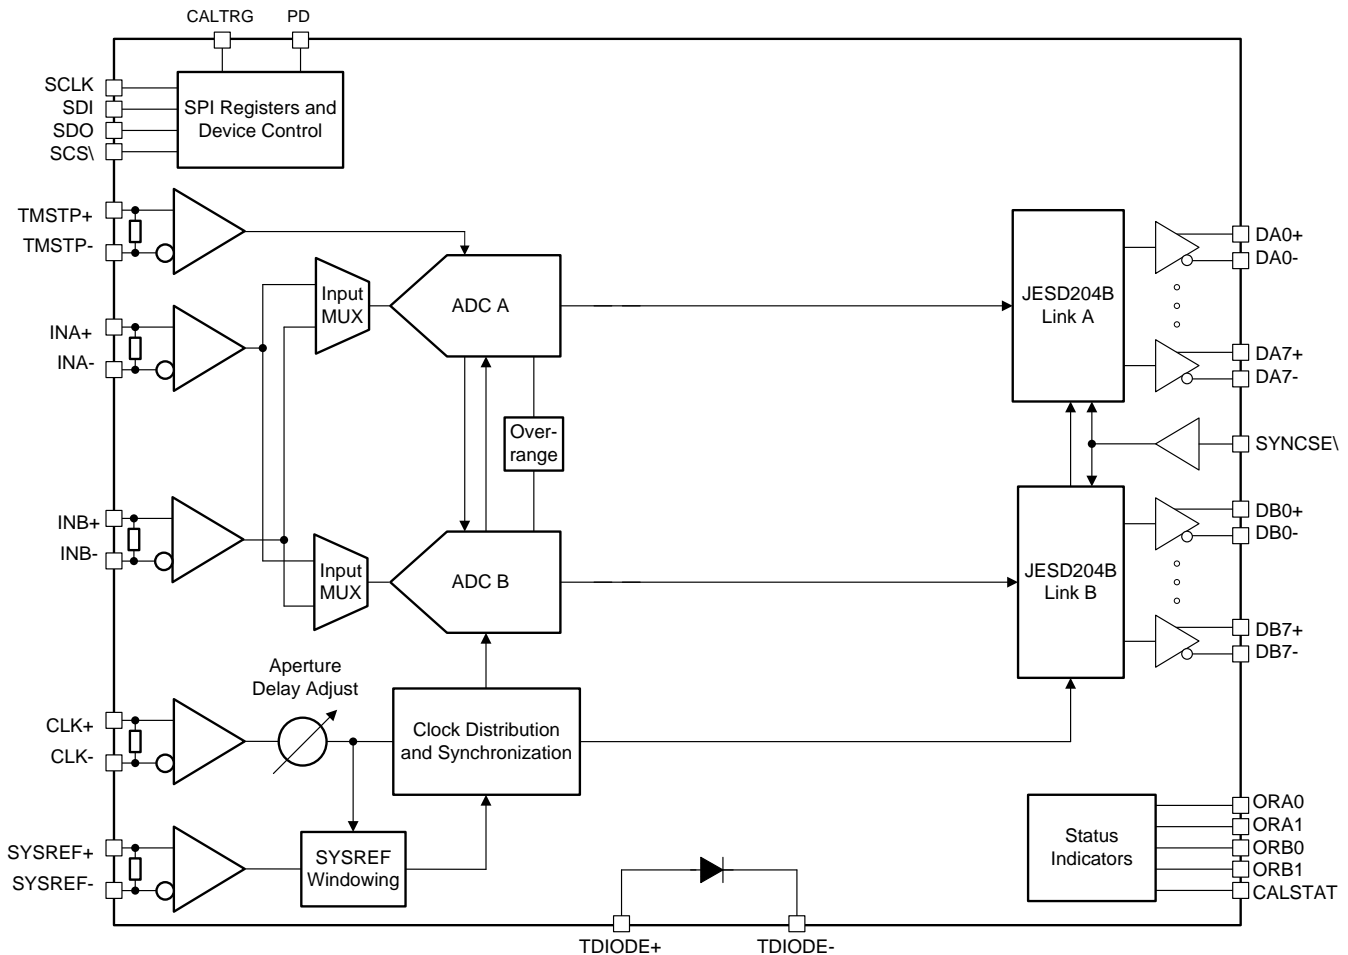 CALTRG
PD
SCLK
SDI
SDO
SCS\
SPI Registers and
Device Control
TMSTP+
TMSTP-
INA+
INA-
Input
MUX
ADC A
Over-
range
JESD204B
Link A
DA0+
DA0-
DA7+
DA7-
SYNCSE\
INB+
INB-
Input
MUX
ADC B
JESD204B
Link B
DB0+
DB0-
DB7+
DB7-
Aperture
Delay Adjust
CLK+
CLK-
Clock Distribution
and Synchronization
SYSREF+
SYSREF-
SYSREF
Windowing
Status
Indicators
ORA0
ORA1
ORB0
ORB1
CALSTAT
TDIODE+
TDIODE-